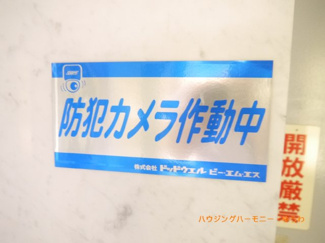 防犯カメラ作動中
株式会社 ドッドウエル ビー・エム・エス
開放厳禁
ハウジングハーモニー